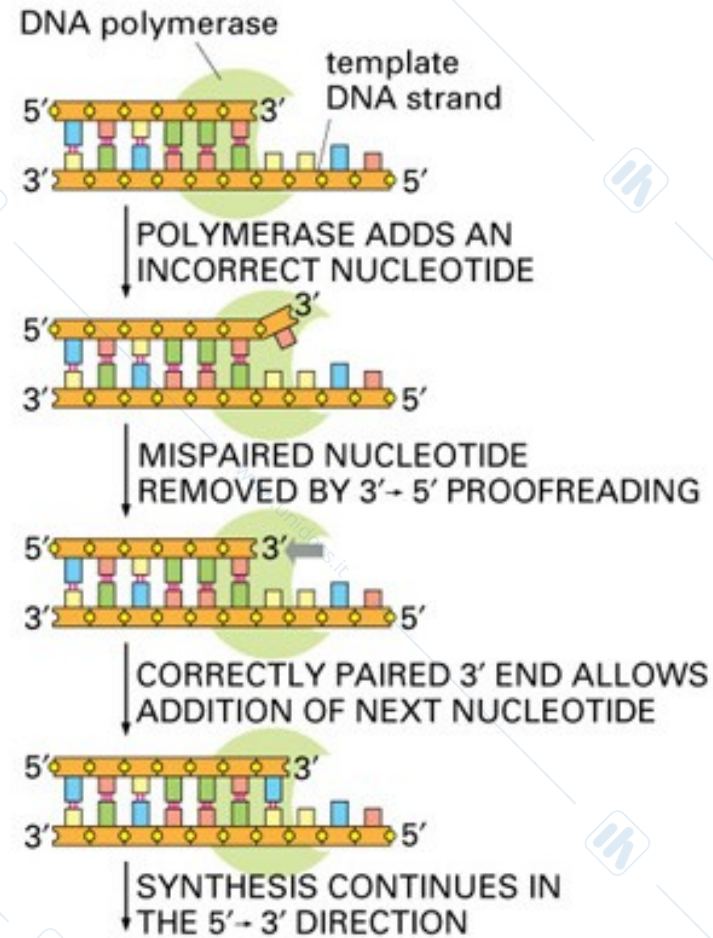 DNA polymerase
template
DNA strand
5′ 3′
3′ 5′
POLYMERASE ADDS AN
INCORRECT NUCLEOTIDE
3′
5′
3′ 5′
MISPAIRED NUCLEOTIDE
REMOVED BY 3′→ 5′ PROOFREADING
5′ 3′
3′ 5′
CORRECTLY PAIRED 3′ END ALLOWS
ADDITION OF NEXT NUCLEOTIDE
5′ 3′
3′ 5′
SYNTHESIS CONTINUES IN
THE 5′→ 3′ DIRECTION